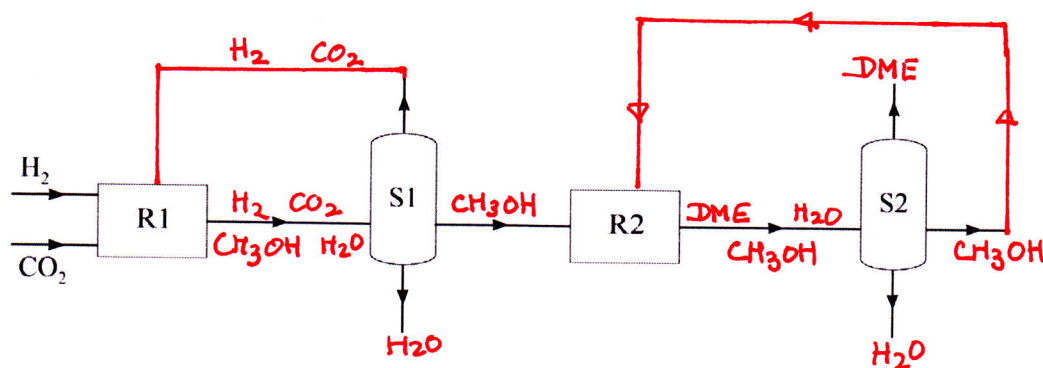 H₂ CO₂
DME
H₂
CO₂
R1
H₂ CO₂
CH₃OH H₂O
S1
CH₃OH
R2
DME H₂O
CH₃OH
S2
CH₃OH
H₂O
H₂O